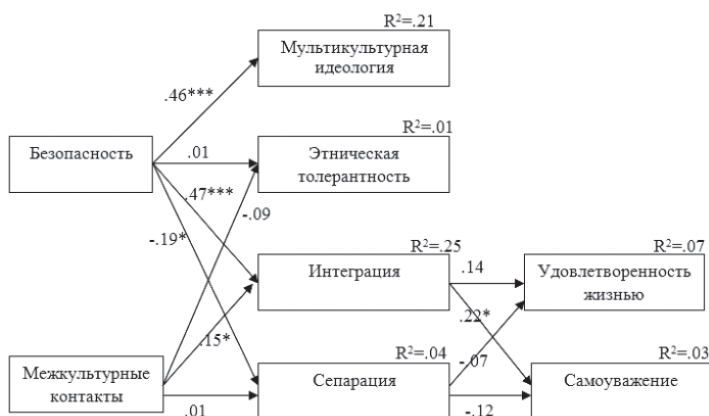 R²=.21
Мультикультурная
идеология
.46***
R²=.01
Безопасность
.01
Этническая
толерантность
.47***
-.09
-.19*
R²=.25
R²=.07
Интеграция
.14
Удовлетворенность
жизнью
.22*
.15*
-.07
R²=.04
R²=.03
Межкультурные
контакты
.01
Сепарация
-.12
Самоуважение